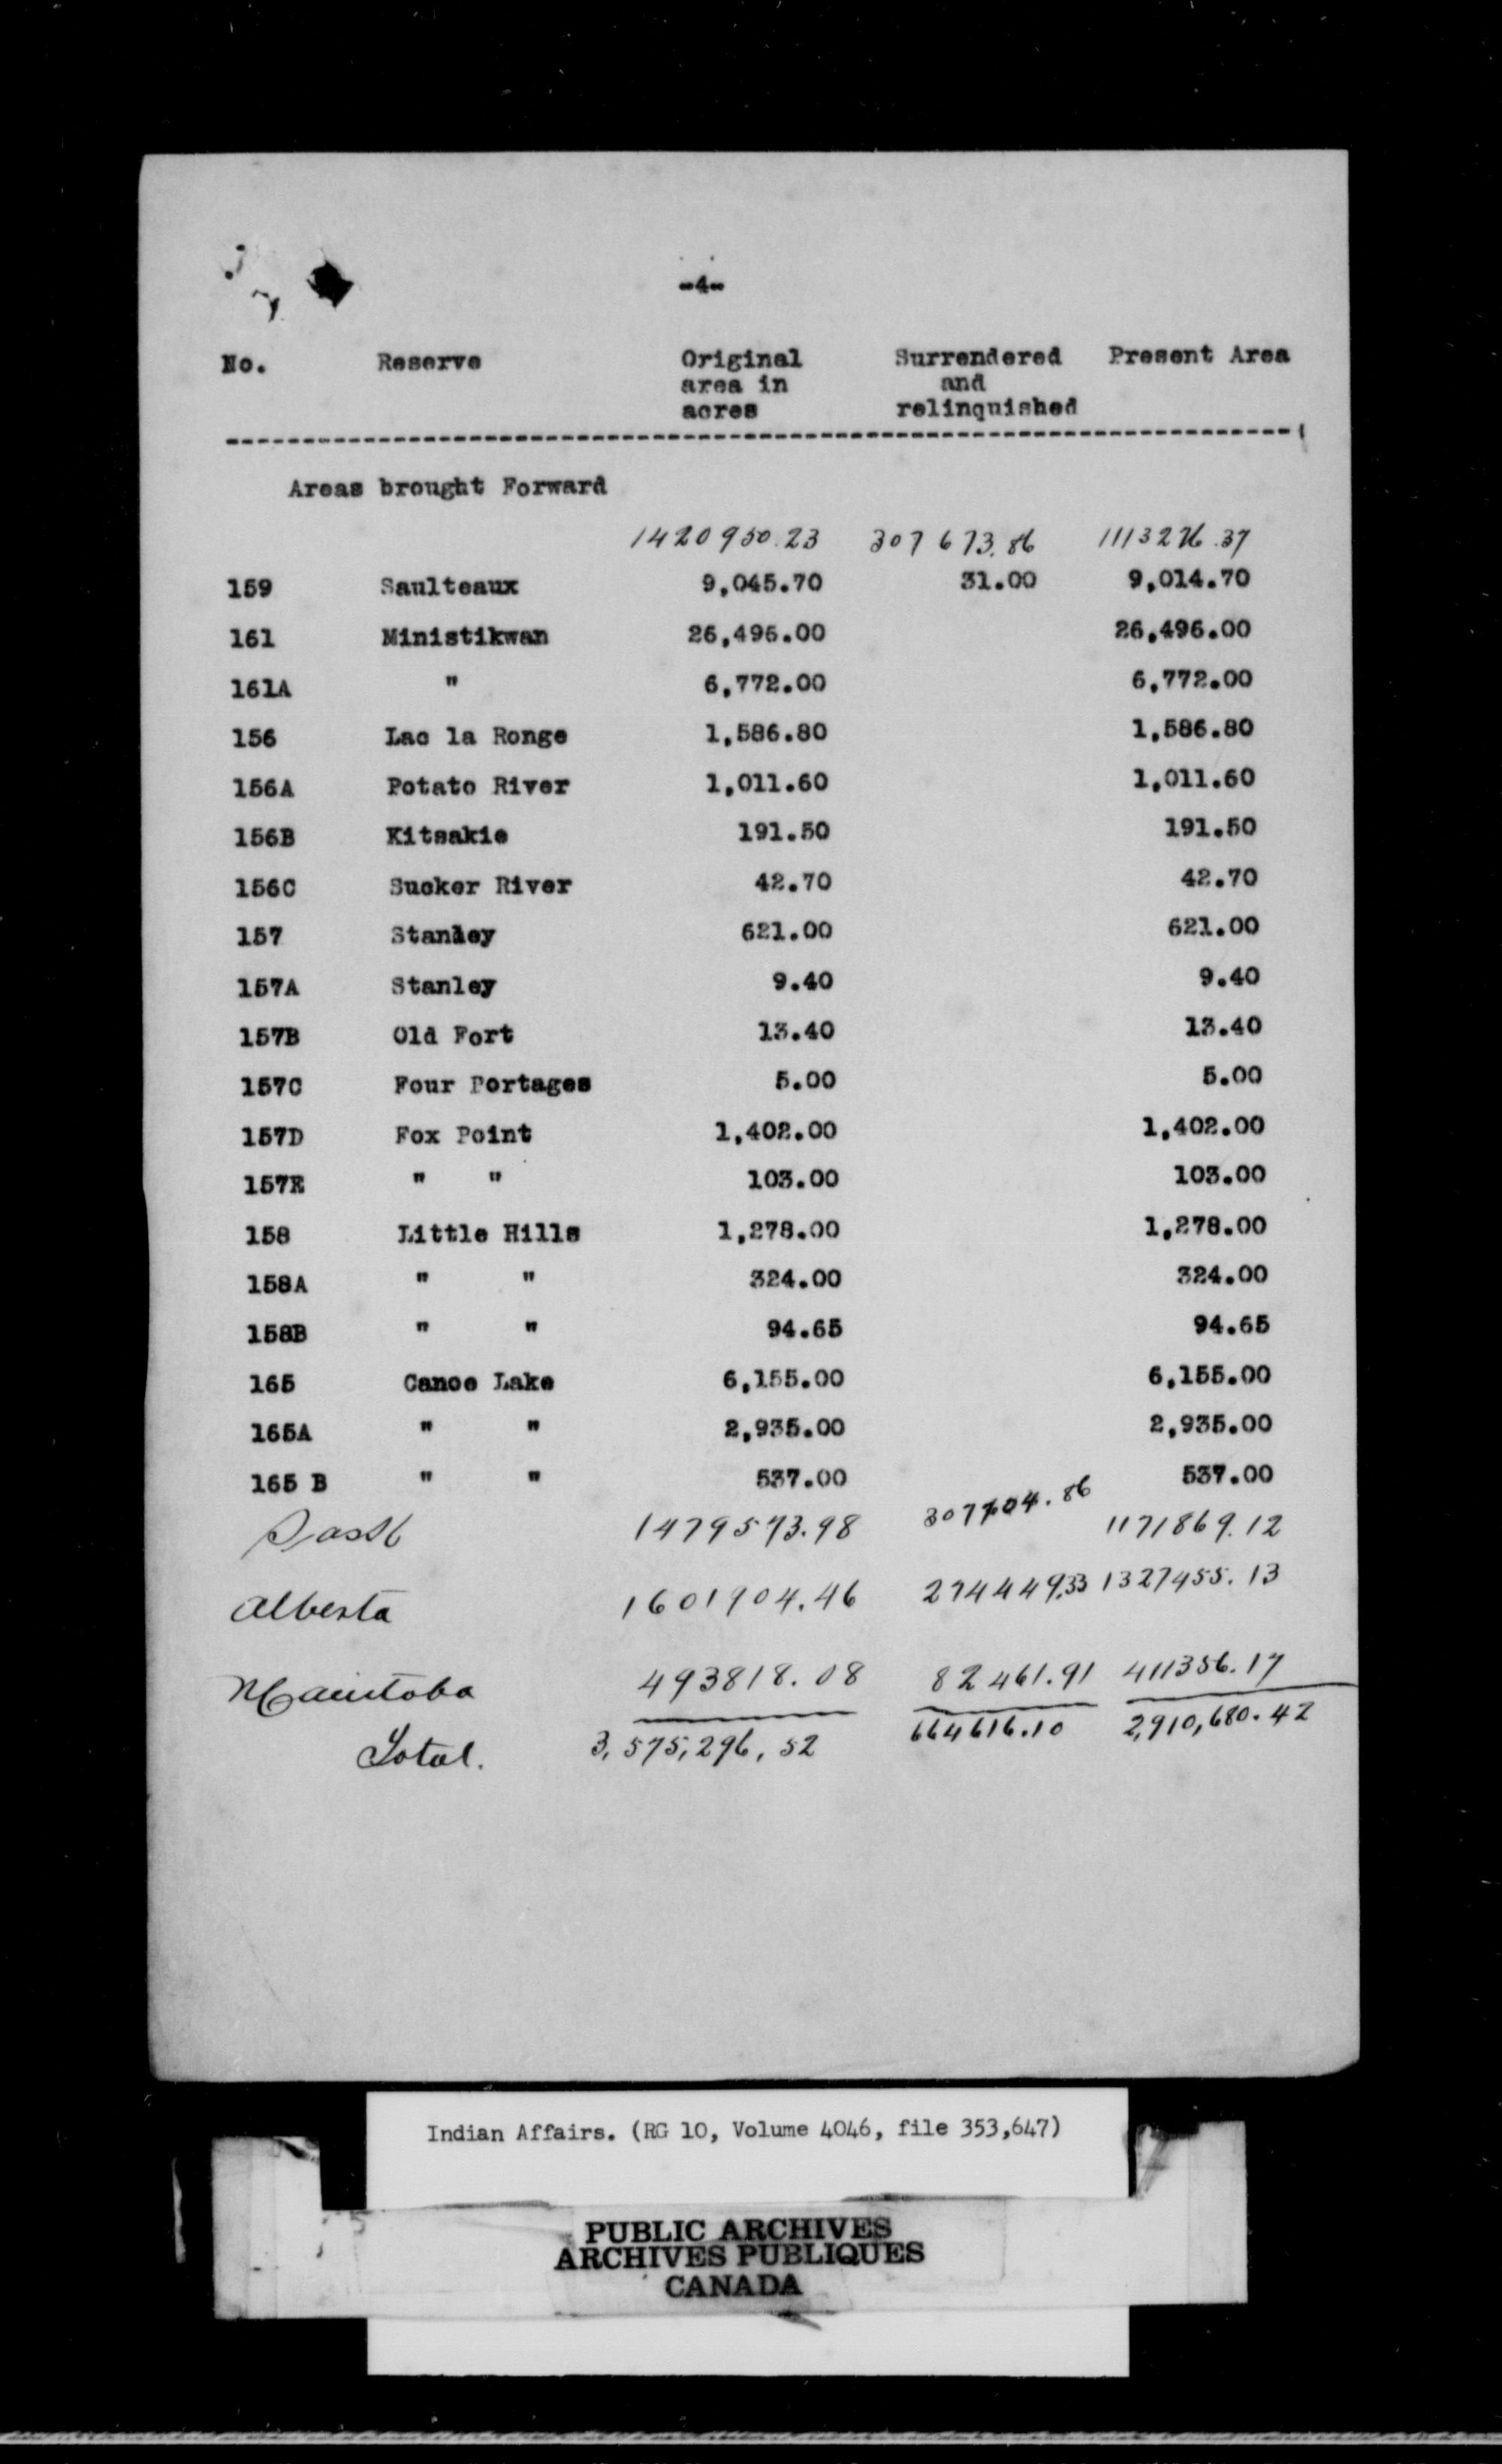 -4-
No. Reserve Original Surrendered Present Area
area in and
acres relinquished
Areas brought Forward
1420950.23 307673.86 1113276.37
159 Saulteaux 9,045.70 31.00 9,014.70
161 Ministikwan 26,496.00 26,496.00
161A " 6,772.00 6,772.00
156 Lac la Ronge 1,586.80 1,586.80
156A Potato River 1,011.60 1,011.60
156B Kitsakie 191.50 191.50
156C Sucker River 42.70 42.70
157 Stanley 621.00 621.00
157A Stanley 9.40 9.40
157B Old Fort 13.40 13.40
157C Four Portages 5.00 5.00
157D Fox Point 1,402.00 1,402.00
157E " " 103.00 103.00
158 Little Hills 1,278.00 1,278.00
158A " " 324.00 324.00
158B " " 94.65 94.65
165 Canoe Lake 6,155.00 6,155.00
165A " " 2,935.00 2,935.00
165 B " " 537.00 537.00
Sask 1479573.98 307704.86 1171869.12
Alberta 1601904.46 274449.33 1327455.13
Manitoba 493818.08 82461.91 411356.17
Total. 3,575,296.52 664616.10 2,910,680.42
Indian Affairs. (RG 10, Volume 4046, file 353,647)
PUBLIC ARCHIVES
ARCHIVES PUBLIQUES
CANADA